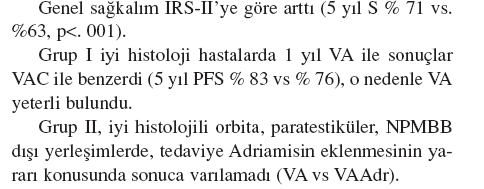 Genel sağkalım IRS-II'ye göre arttı (5 yıl S % 71 vs.
%63, p<. 001).
Grup I iyi histoloji hastalarda 1 yıl VA ile sonuçlar
VAC ile benzerdi (5 yıl PFS % 83 vs % 76), o nedenle VA
yeterli bulundu).
Grup II, iyi histolojili orbita, paratestiküler, NPMBB
dışı yerleşimlerde, tedaviye Adriamisin eklenmesinin ya-
rarı konusunda sonuca varılamadı (VA vs VAAdr).